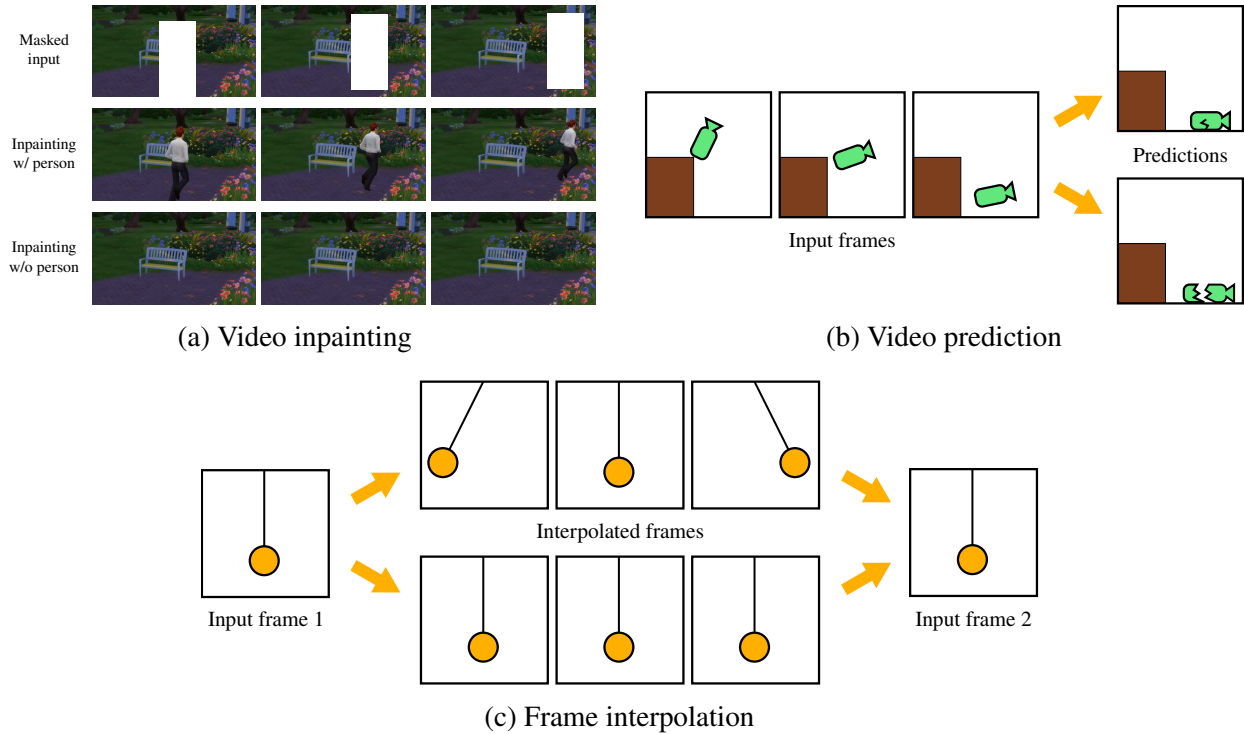 Masked
input
Inpainting
w/ person
Inpainting
w/o person
(a) Video inpainting
Input frames
Predictions
(b) Video prediction
Input frame 1
Interpolated frames
Input frame 2
(c) Frame interpolation